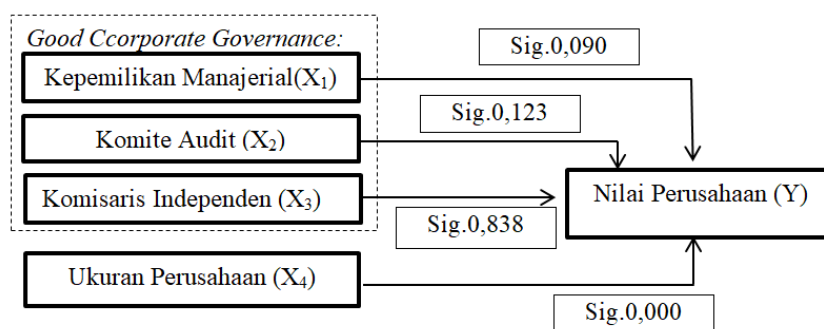 Good Ccorporate Governance:
Sig.0,090
Kepemilikan Manajerial(X₁)
Sig.0,123
Komite Audit (X₂)
Komisaris Independen (X₃)
Nilai Perusahaan (Y)
Sig.0,838
Ukuran Perusahaan (X₄)
Sig.0,000